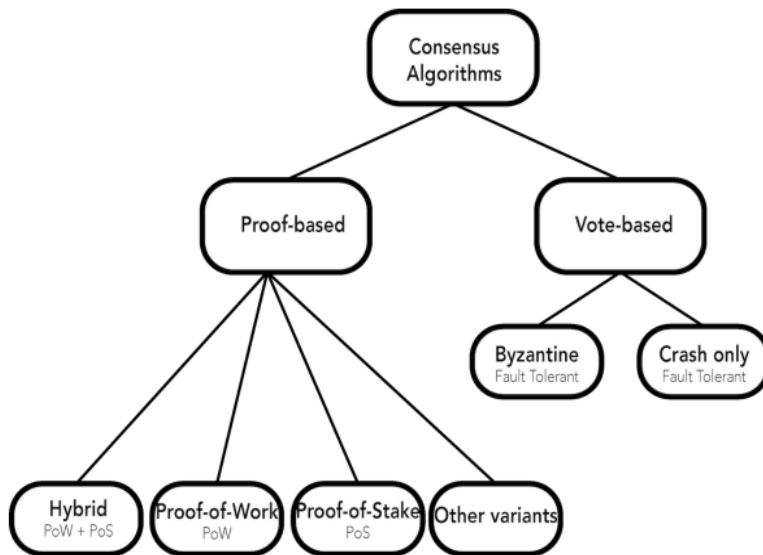 Consensus
Algorithms
Proof-based
Vote-based
Byzantine
Fault Tolerant
Crash only
Fault Tolerant
Hybrid
PoW + PoS
Proof-of-Work
PoW
Proof-of-Stake
PoS
Other variants